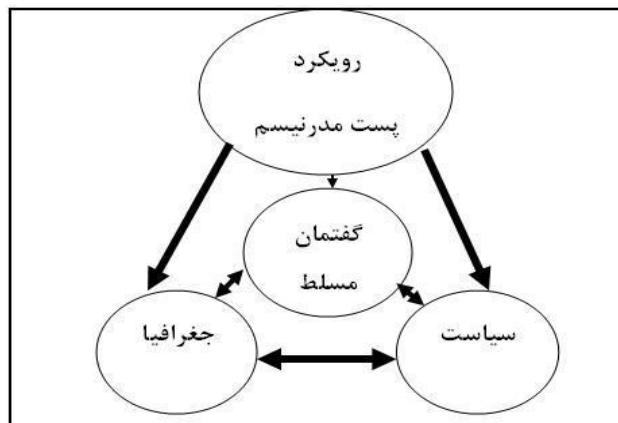 رویکرد
پست مدرنیسم
گفتمان
مسلط
جغرافیا
سیاست